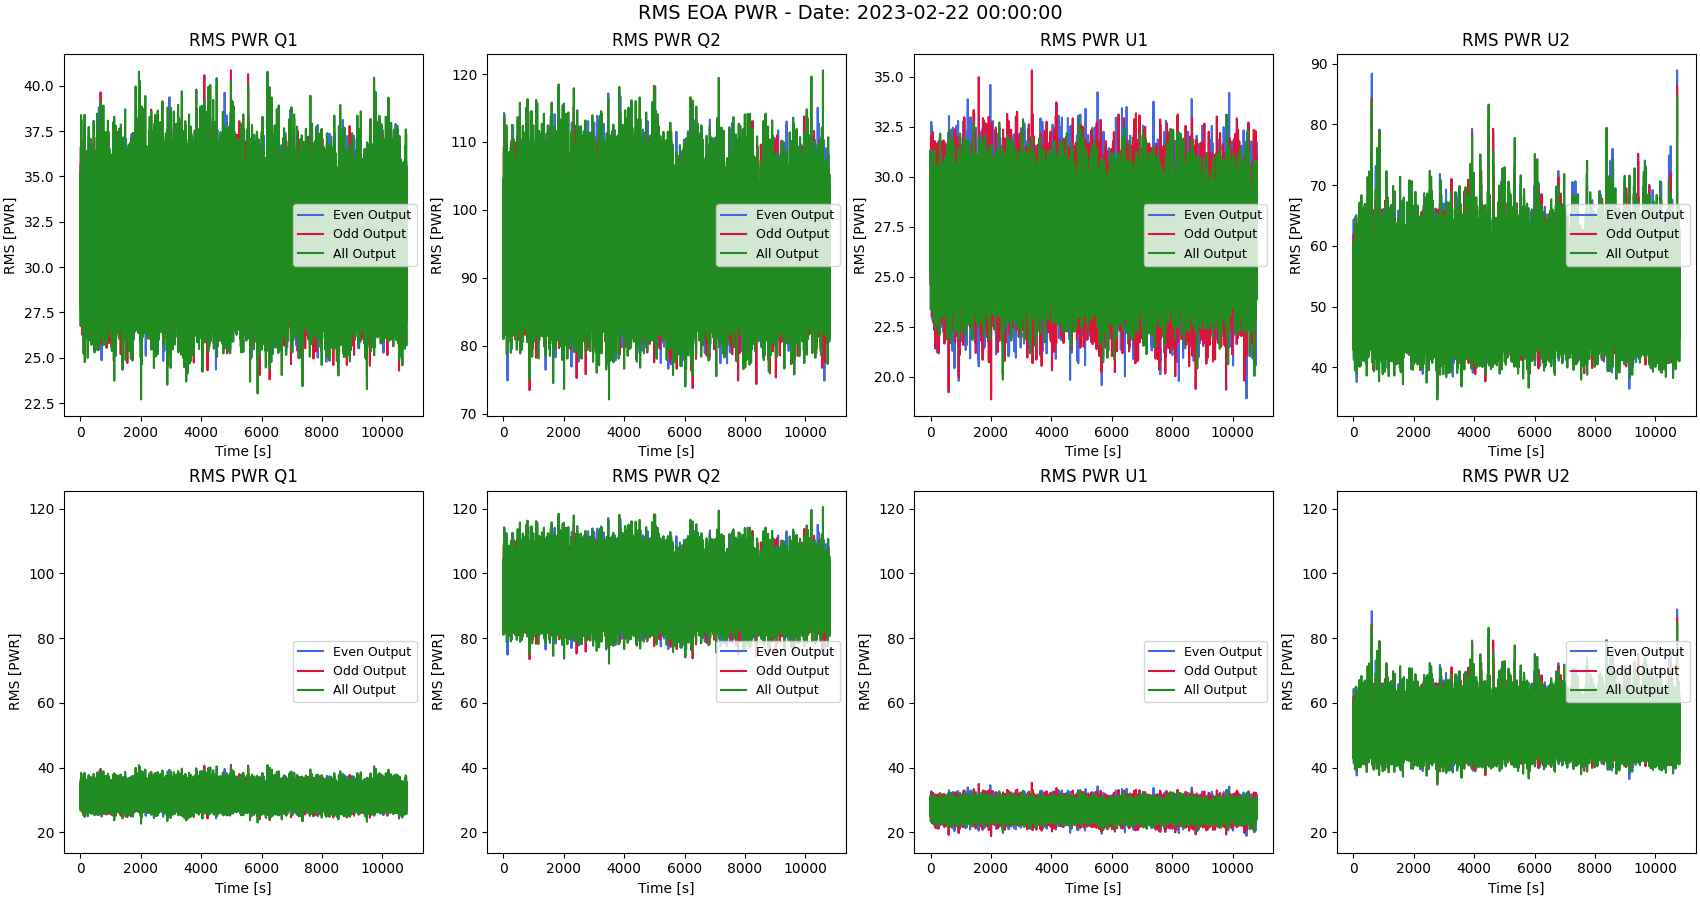 RMS EOA PWR - Date: 2023-02-22 00:00:00
RMS PWR Q1
RMS [PWR]
40.0
37.5
35.0
32.5
30.0
27.5
25.0
22.5
Even Output
Odd Output
All Output
0 2000 4000 6000 8000 10000
Time [s]
RMS PWR Q2
RMS [PWR]
120
110
100
90
80
70
Even Output
Odd Output
All Output
0 2000 4000 6000 8000 10000
Time [s]
RMS PWR U1
RMS [PWR]
35.0
32.5
30.0
27.5
25.0
22.5
20.0
Even Output
Odd Output
All Output
0 2000 4000 6000 8000 10000
Time [s]
RMS PWR U2
RMS [PWR]
90
80
70
60
50
40
Even Output
Odd Output
All Output
0 2000 4000 6000 8000 10000
Time [s]
RMS PWR Q1
RMS [PWR]
120
100
80
60
40
20
Even Output
Odd Output
All Output
0 2000 4000 6000 8000 10000
Time [s]
RMS PWR Q2
RMS [PWR]
120
100
80
60
40
20
Even Output
Odd Output
All Output
0 2000 4000 6000 8000 10000
Time [s]
RMS PWR U1
RMS [PWR]
120
100
80
60
40
20
Even Output
Odd Output
All Output
0 2000 4000 6000 8000 10000
Time [s]
RMS PWR U2
RMS [PWR]
120
100
80
60
40
20
Even Output
Odd Output
All Output
0 2000 4000 6000 8000 10000
Time [s]